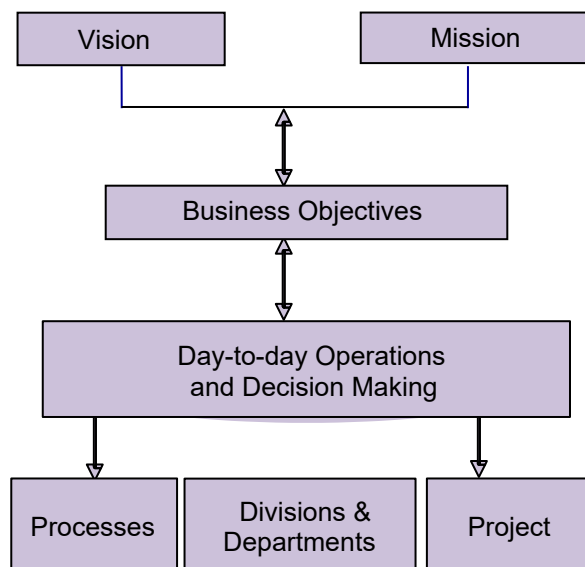 Vision
Mission
Business Objectives
Day-to-day Operations
and Decision Making
Processes
Divisions &
Departments
Project